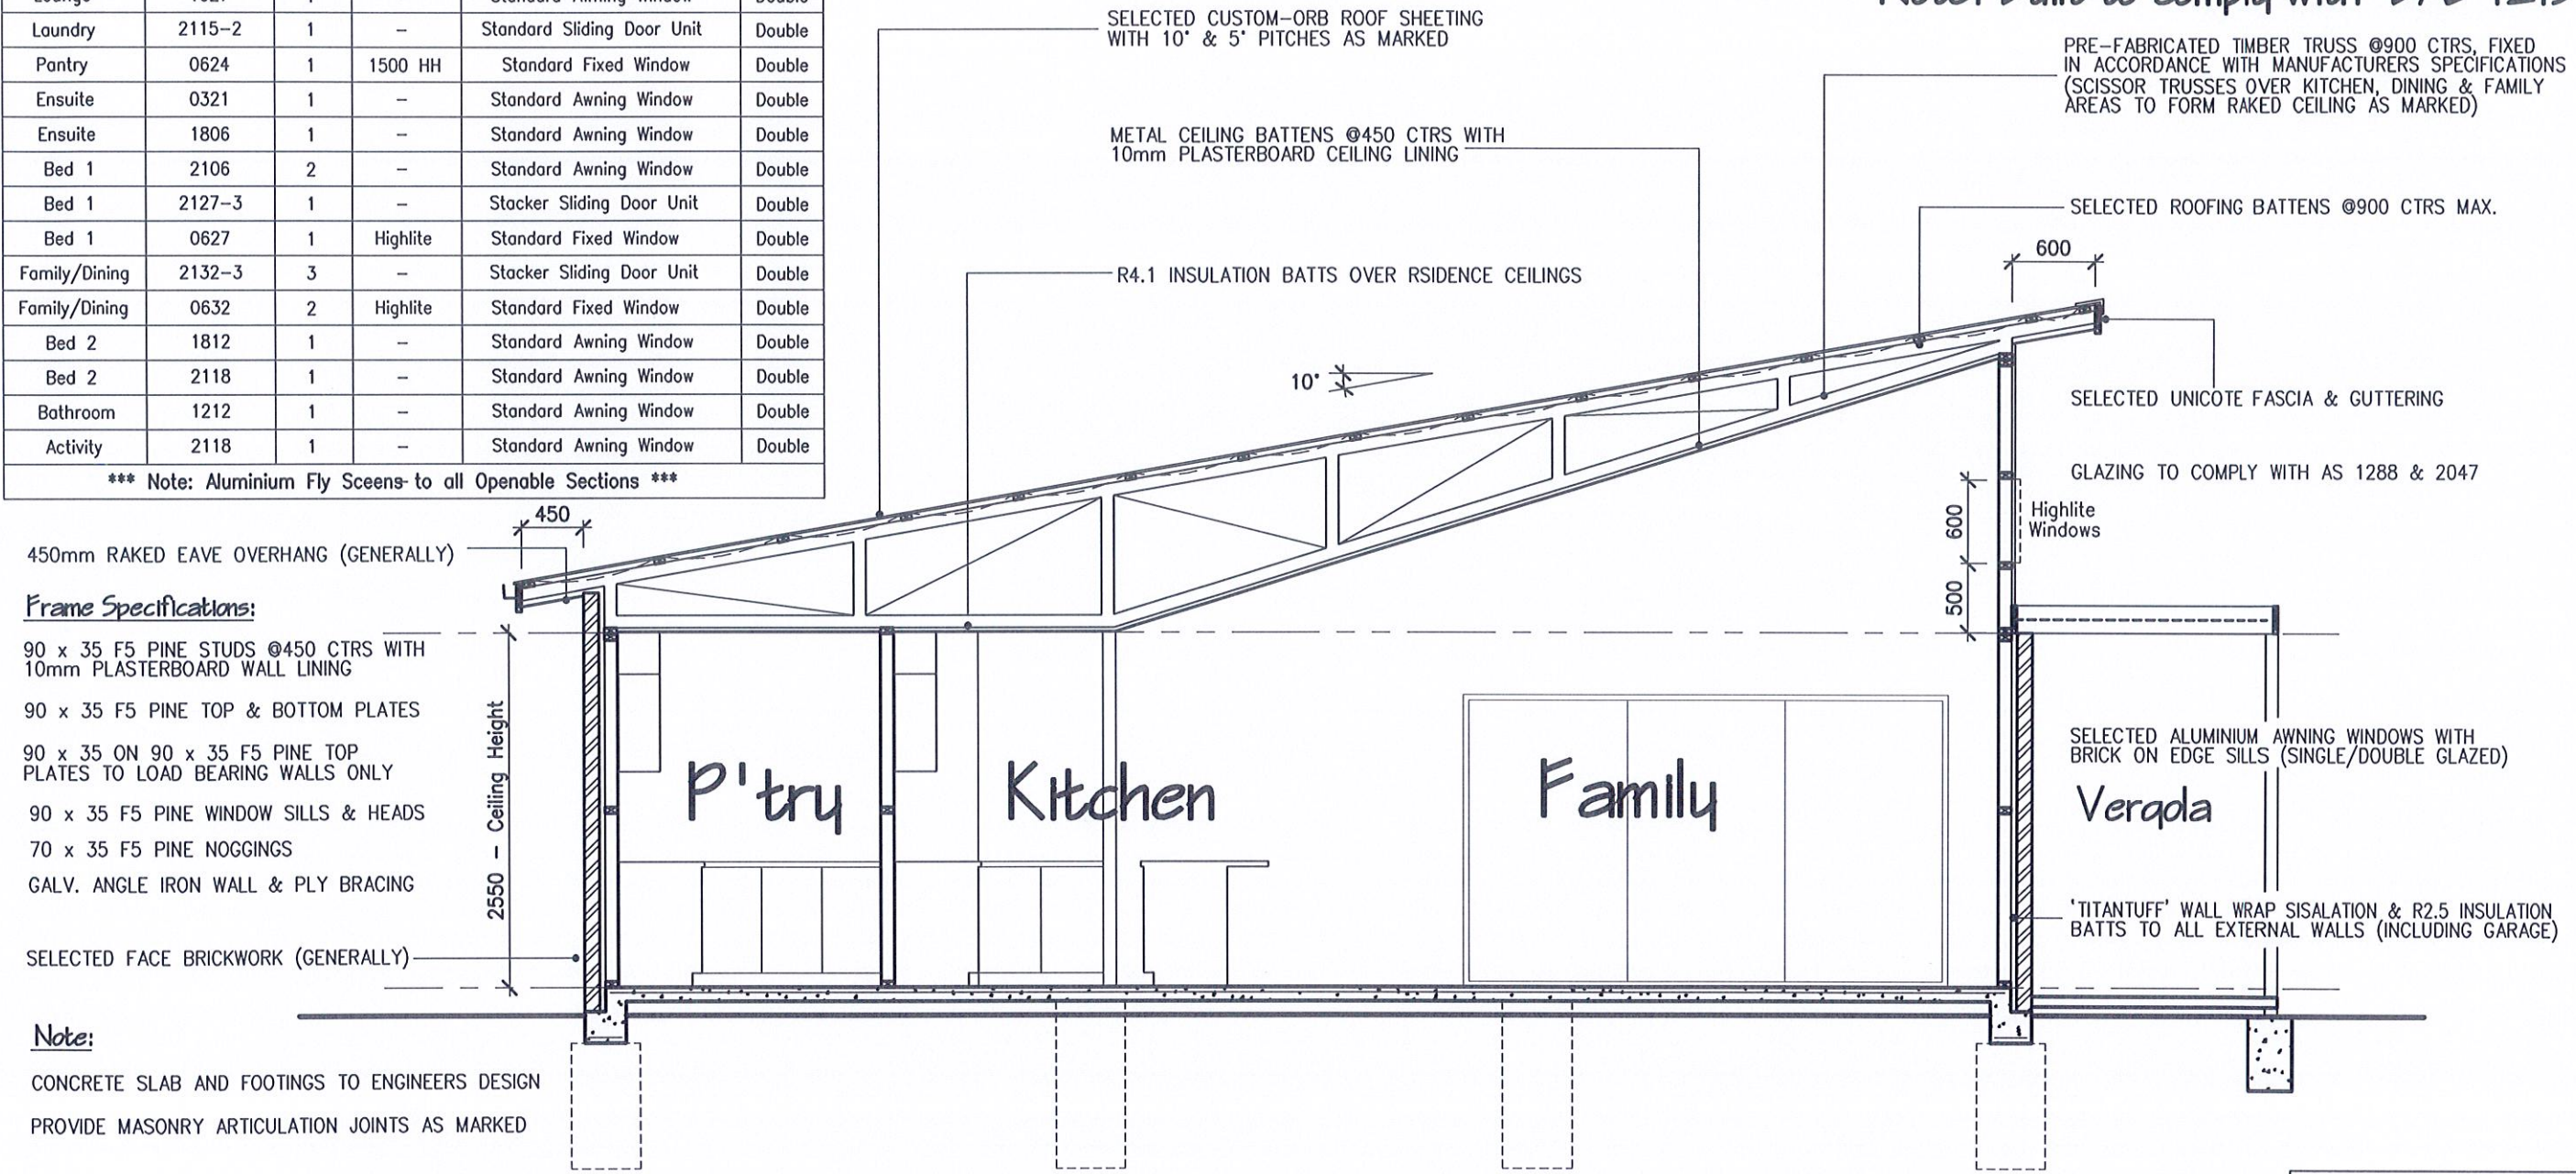 Laundry 2115-2 1 - Standard Sliding Door Unit Double
Pantry 0624 1 1500 HH Standard Fixed Window Double
Ensuite 0321 1 - Standard Awning Window Double
Ensuite 1806 1 - Standard Awning Window Double
Bed 1 2106 2 - Standard Awning Window Double
Bed 1 2127-3 1 - Stacker Sliding Door Unit Double
Bed 1 0627 1 Highlite Standard Fixed Window Double
Family/Dining 2132-3 3 - Stacker Sliding Door Unit Double
Family/Dining 0632 2 Highlite Standard Fixed Window Double
Bed 2 1812 1 - Standard Awning Window Double
Bed 2 2118 1 - Standard Awning Window Double
Bathroom 1212 1 - Standard Awning Window Double
Activity 2118 1 - Standard Awning Window Double
*** Note: Aluminium Fly Sceens to all Openable Sections ***
SELECTED CUSTOM-ORB ROOF SHEETING
WITH 10° & 5° PITCHES AS MARKED
METAL CEILING BATTENS @450 CTRS WITH
10mm PLASTERBOARD CEILING LINING
R4.1 INSULATION BATTS OVER RSIDENCE CEILINGS
10°
PRE-FABRICATED TIMBER TRUSS @900 CTRS, FIXED
IN ACCORDANCE WITH MANUFACTURERS SPECIFICATIONS
(SCISSOR TRUSSES OVER KITCHEN, DINING & FAMILY
AREAS TO FORM RAKED CEILING AS MARKED)
SELECTED ROOFING BATTENS @900 CTRS MAX.
600
SELECTED UNICOTE FASCIA & GUTTERING
GLAZING TO COMPLY WITH AS 1288 & 2047
Highlite
Windows
600
500
450
450mm RAKED EAVE OVERHANG (GENERALLY)
Frame Specifications:
90 x 35 F5 PINE STUDS @450 CTRS WITH
10mm PLASTERBOARD WALL LINING
90 x 35 F5 PINE TOP & BOTTOM PLATES
90 x 35 ON 90 x 35 F5 PINE TOP
PLATES TO LOAD BEARING WALLS ONLY
90 x 35 F5 PINE WINDOW SILLS & HEADS
70 x 35 F5 PINE NOGGINGS
GALV. ANGLE IRON WALL & PLY BRACING
SELECTED FACE BRICKWORK (GENERALLY)
2550 - Ceiling Height
P'try
Kitchen
Family
SELECTED ALUMINIUM AWNING WINDOWS WITH
BRICK ON EDGE SILLS (SINGLE/DOUBLE GLAZED)
Vergola
'TITANTUFF' WALL WRAP SISALATION & R2.5 INSULATION
BATTS TO ALL EXTERNAL WALLS (INCLUDING GARAGE)
Note:
CONCRETE SLAB AND FOOTINGS TO ENGINEERS DESIGN
PROVIDE MASONRY ARTICULATION JOINTS AS MARKED